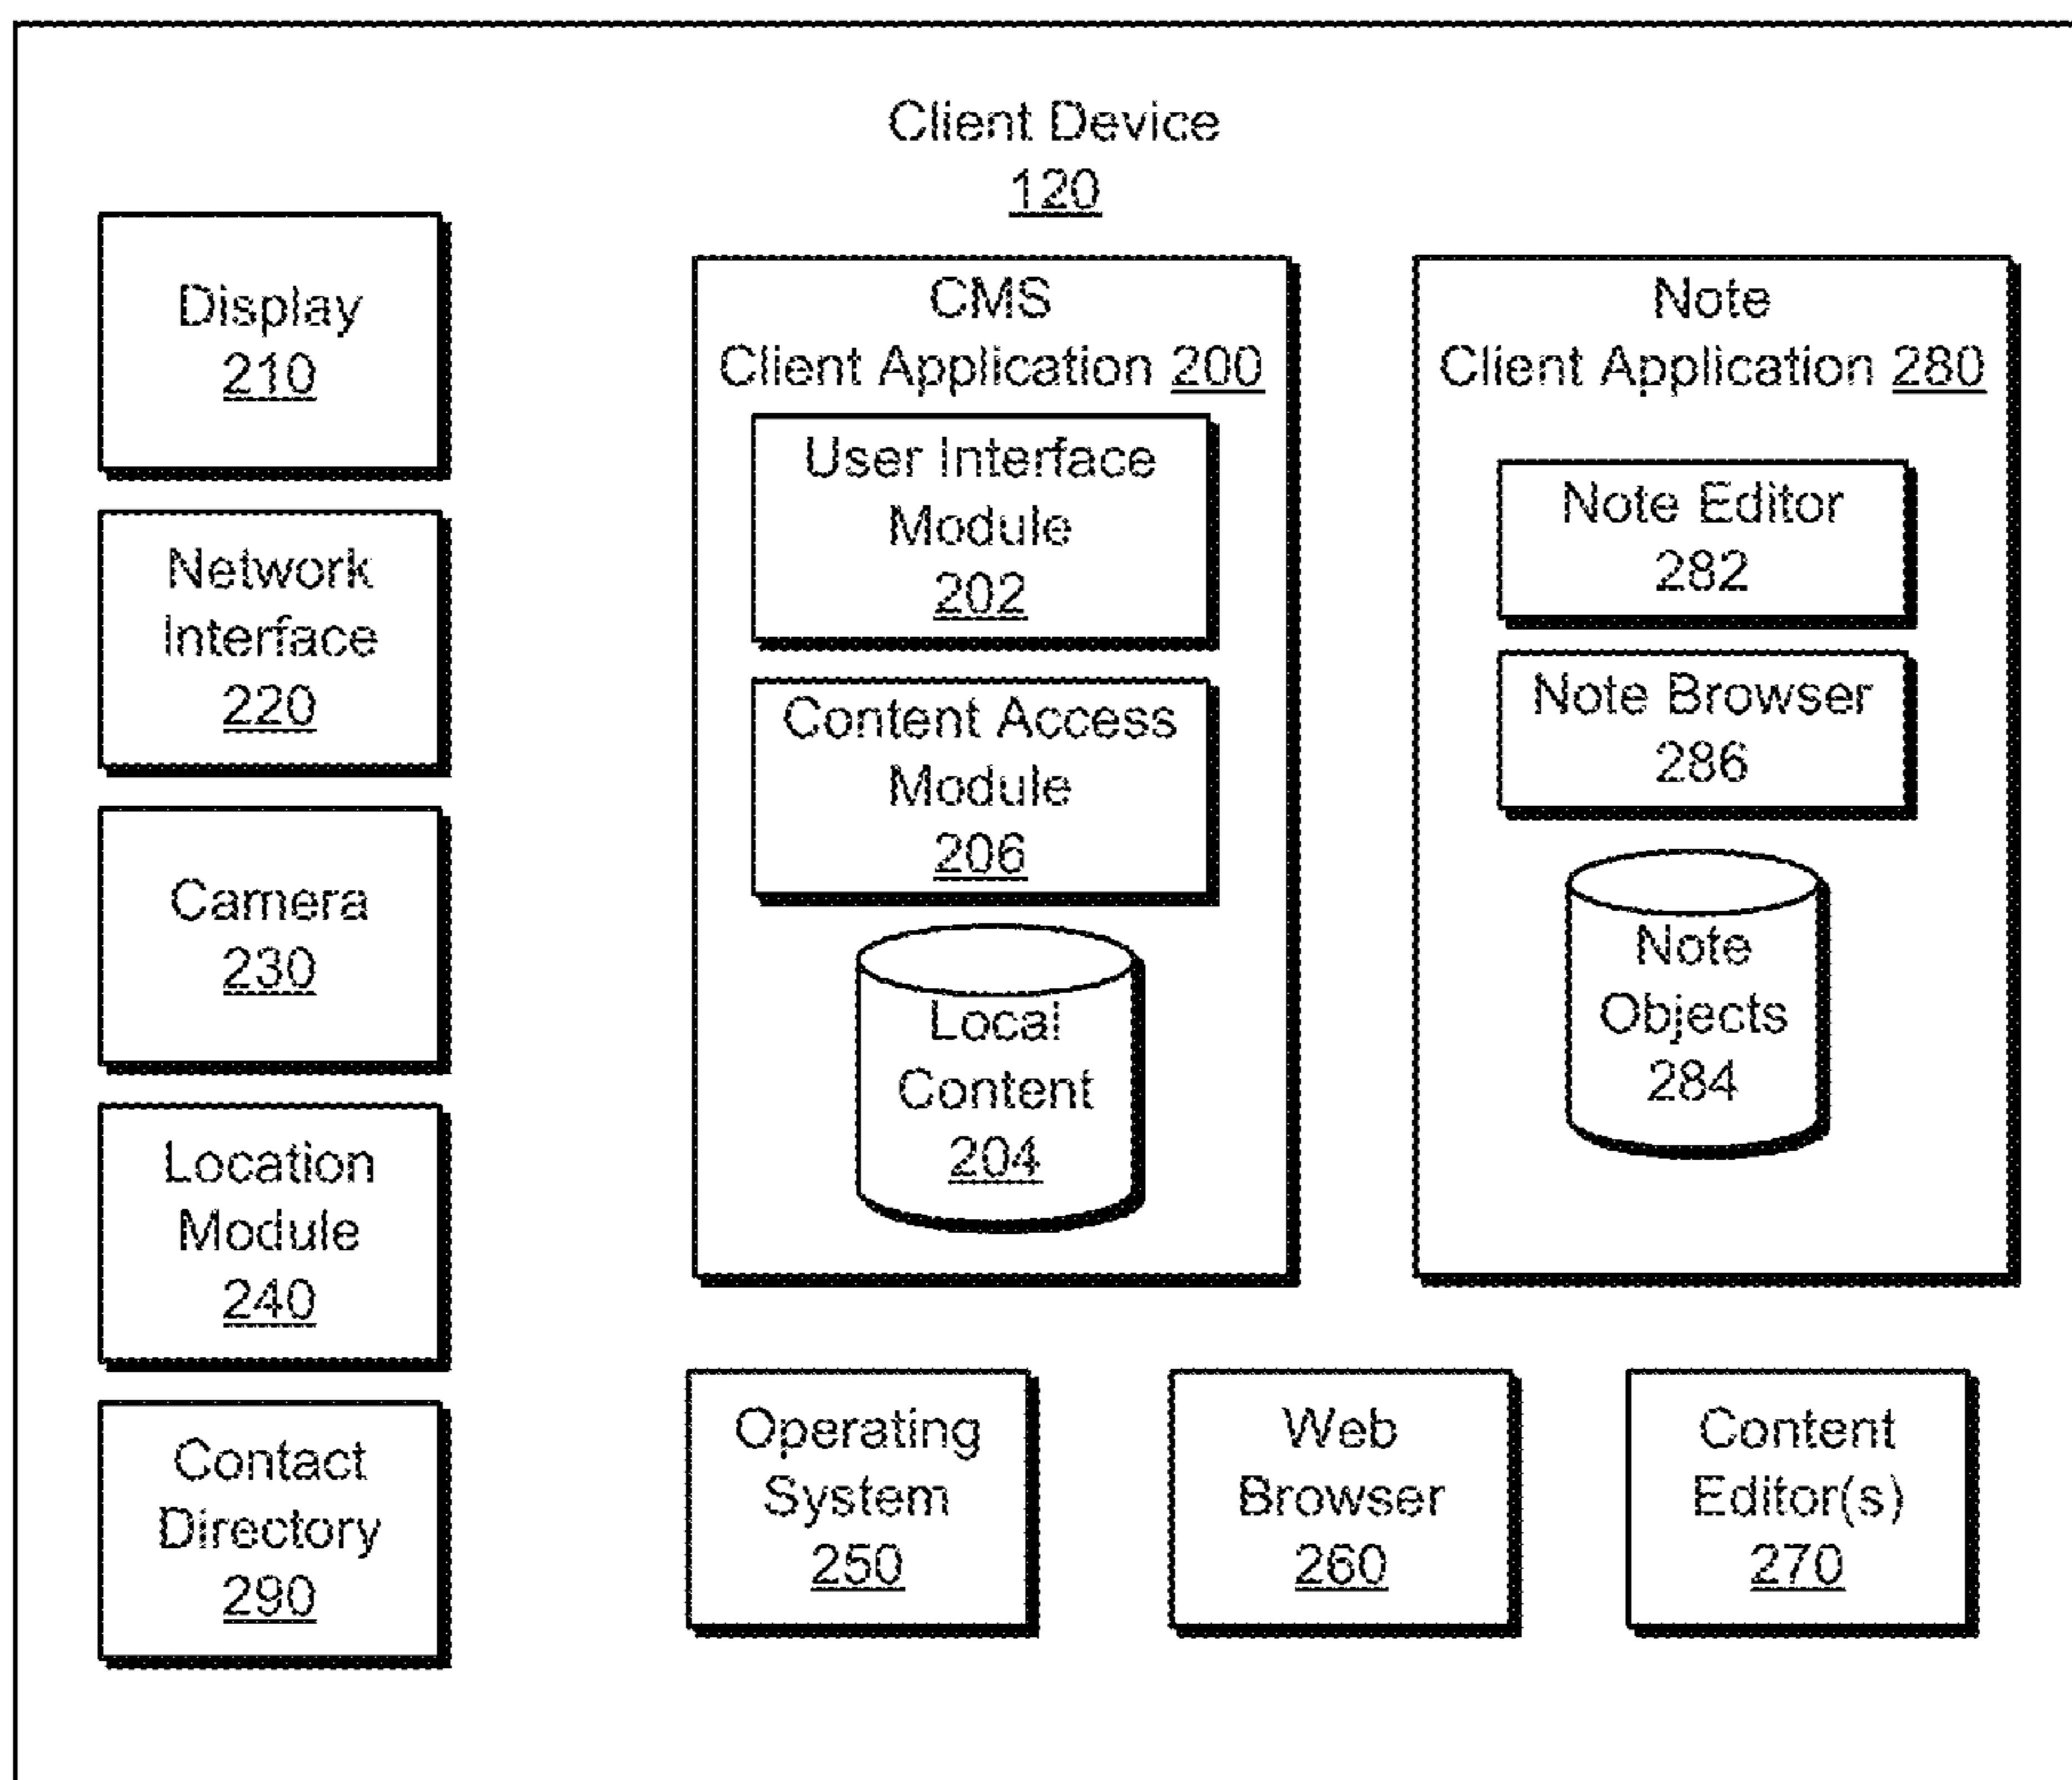 Client Device
120
Display
210
Network
Interface
220
Camera
230
Location
Module
240
Contact
Directory
290
CMS
Client Application 200
User Interface
Module
202
Content Access
Module
206
Local
Content
204
Note
Client Application 280
Note Editor
282
Note Browser
286
Note
Objects
284
Operating
System
250
Web
Browser
260
Content
Editor(s)
270